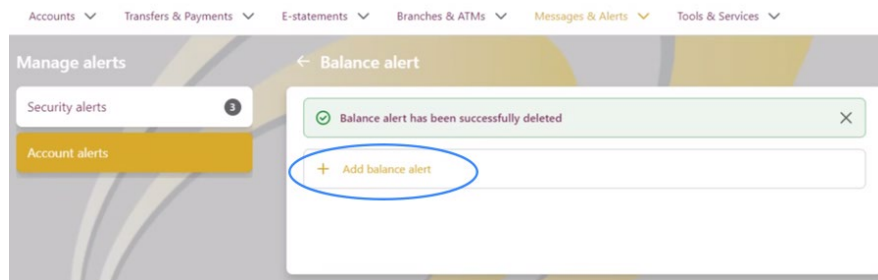 Accounts Transfers & Payments E-statements Branches & ATMs Messages & Alerts Tools & Services
Manage alerts
Security alerts 3
Account alerts
← Balance alert
Balance alert has been successfully deleted
+ Add balance alert